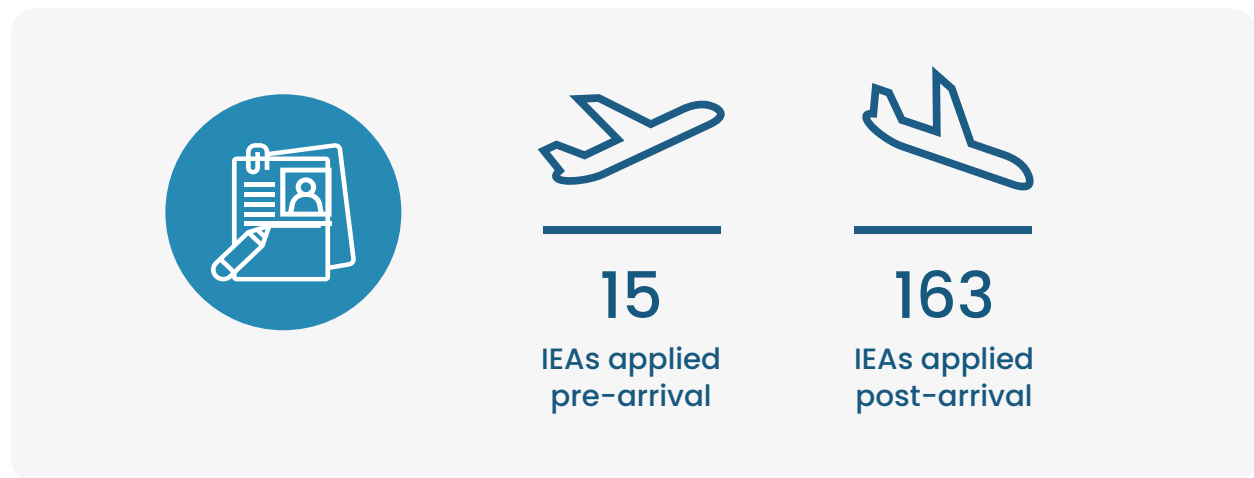 15
IEAs applied
pre-arrival
163
IEAs applied
post-arrival